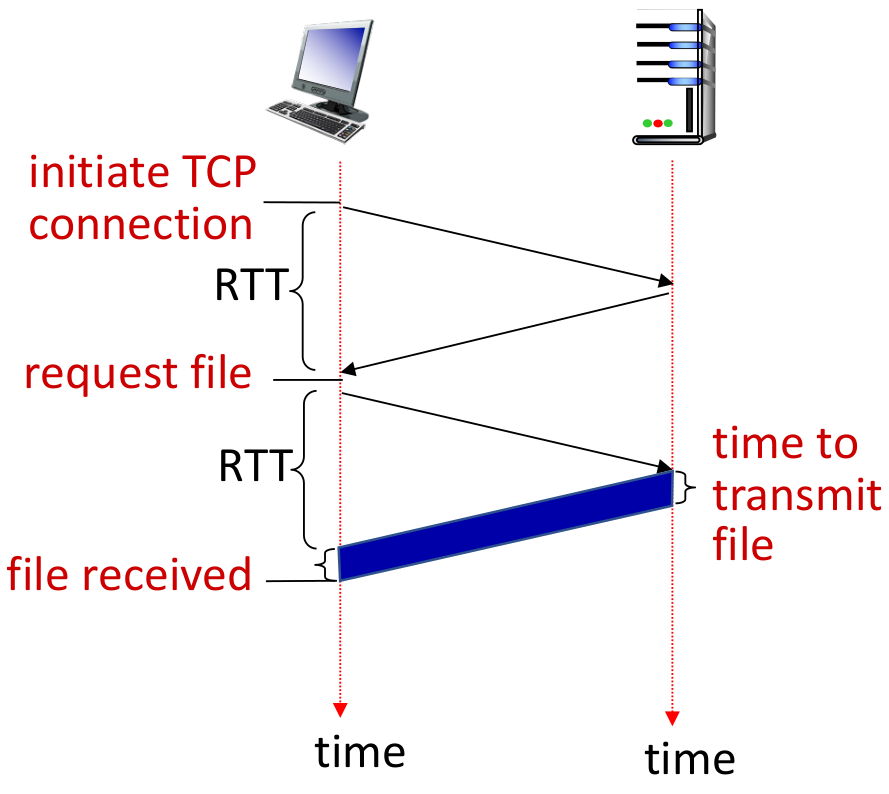 initiate TCP
connection
RTT
request file
RTT
time to
transmit
file
file received
time
time